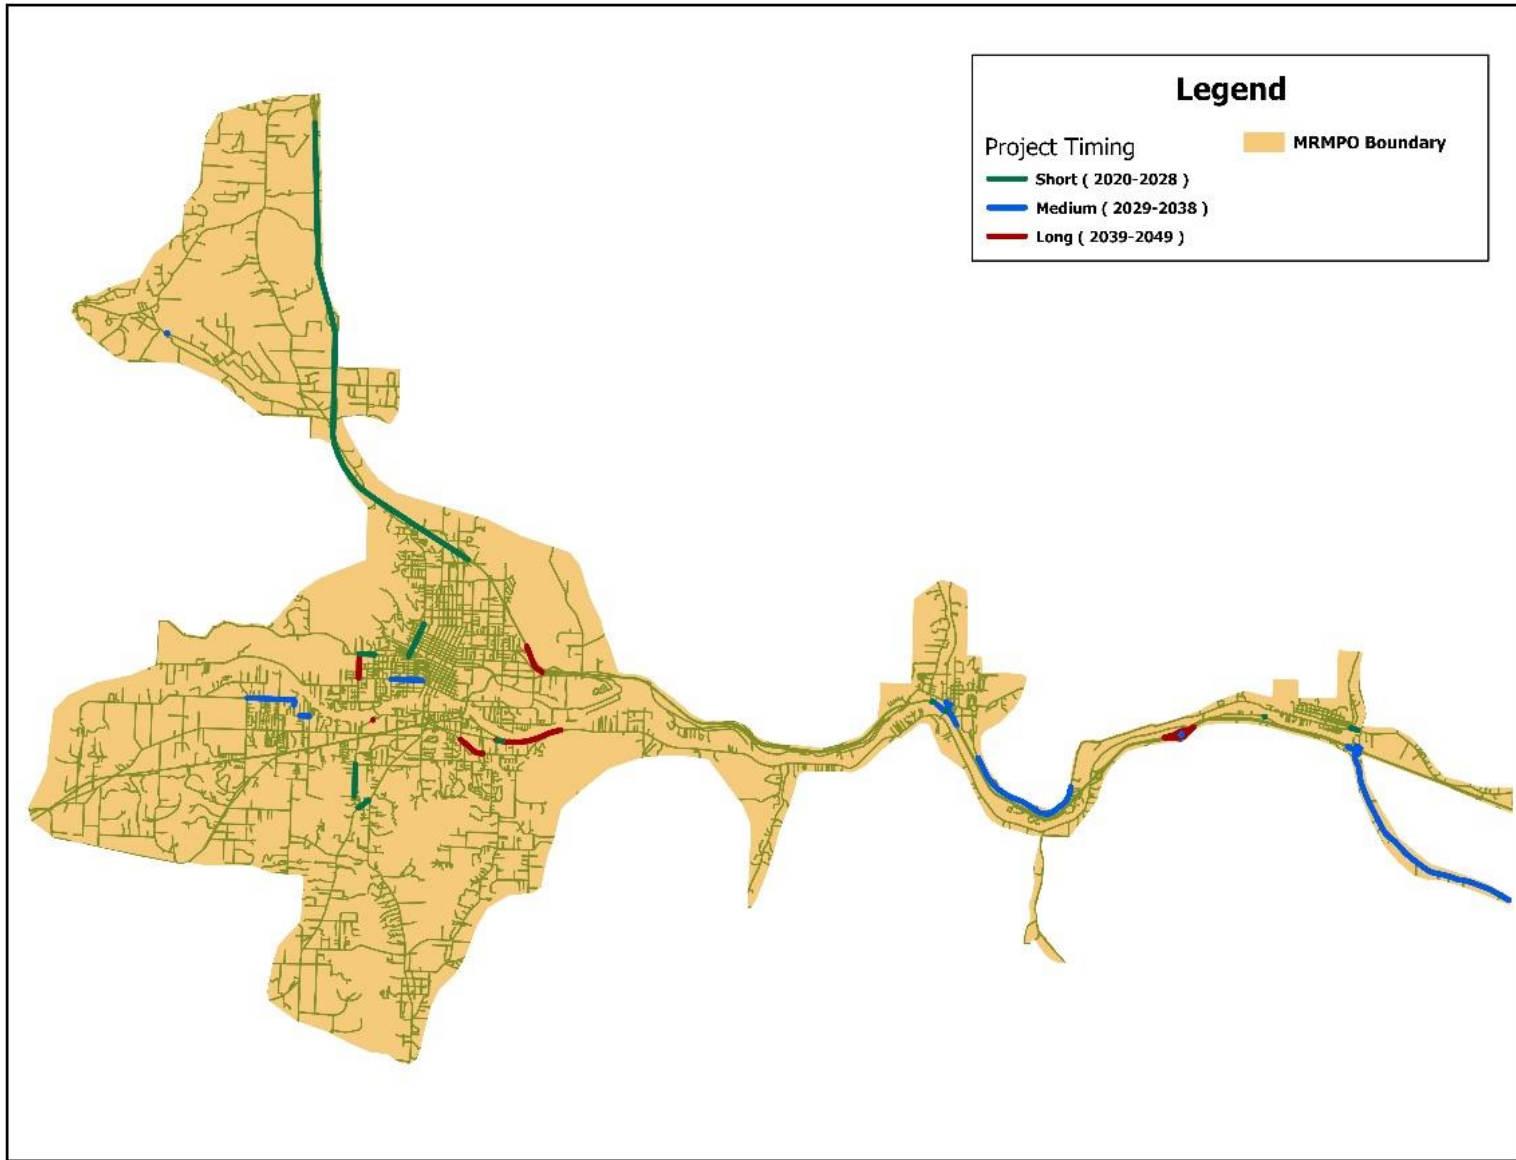 Legend
Project Timing
MRMPO Boundary
Short ( 2020-2028 )
Medium ( 2029-2038 )
Long ( 2039-2049 )